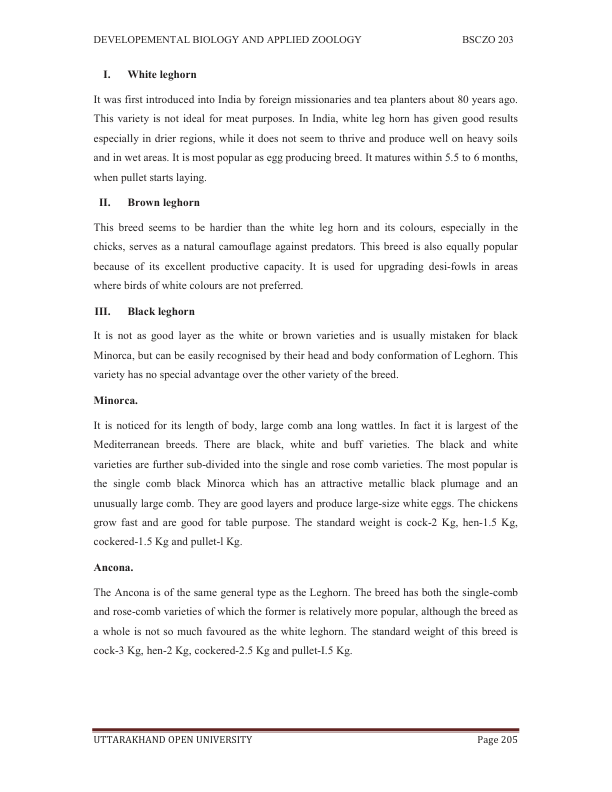 DEVELOPEMENTAL BIOLOGY AND APPLIED ZOOLOGY BSCZO 203
I. White leghorn
It was first introduced into India by foreign missionaries and tea planters about 80 years ago.
This variety is not ideal for meat purposes. In India, white leg horn has given good results
especially in drier regions, while it does not seem to thrive and produce well on heavy soils
and in wet areas. It is most popular as egg producing breed. It matures within 5.5 to 6 months,
when pullet starts laying.
II. Brown leghorn
This breed seems to be hardier than the white leg horn and its colours, especially in the
chicks, serves as a natural camouflage against predators. This breed is also equally popular
because of its excellent productive capacity. It is used for upgrading desi-fowls in areas
where birds of white colours are not preferred.
III. Black leghorn
It is not as good layer as the white or brown varieties and is usually mistaken for black
Minorca, but can be easily recognised by their head and body conformation of Leghorn. This
variety has no special advantage over the other variety of the breed.
Minorca.
It is noticed for its length of body, large comb ana long wattles. In fact it is largest of the
Mediterranean breeds. There are black, white and buff varieties. The black and white
varieties are further sub-divided into the single and rose comb varieties. The most popular is
the single comb black Minorca which has an attractive metallic black plumage and an
unusually large comb. They are good layers and produce large-size white eggs. The chickens
grow fast and are good for table purpose. The standard weight is cock-2 Kg, hen-1.5 Kg,
cockered-1.5 Kg and pullet-l Kg.
Ancona.
The Ancona is of the same general type as the Leghorn. The breed has both the single-comb
and rose-comb varieties of which the former is relatively more popular, although the breed as
a whole is not so much favoured as the white leghorn. The standard weight of this breed is
cock-3 Kg, hen-2 Kg, cockered-2.5 Kg and pullet-I.5 Kg.
UTTARAKHAND OPEN UNIVERSITY Page 205